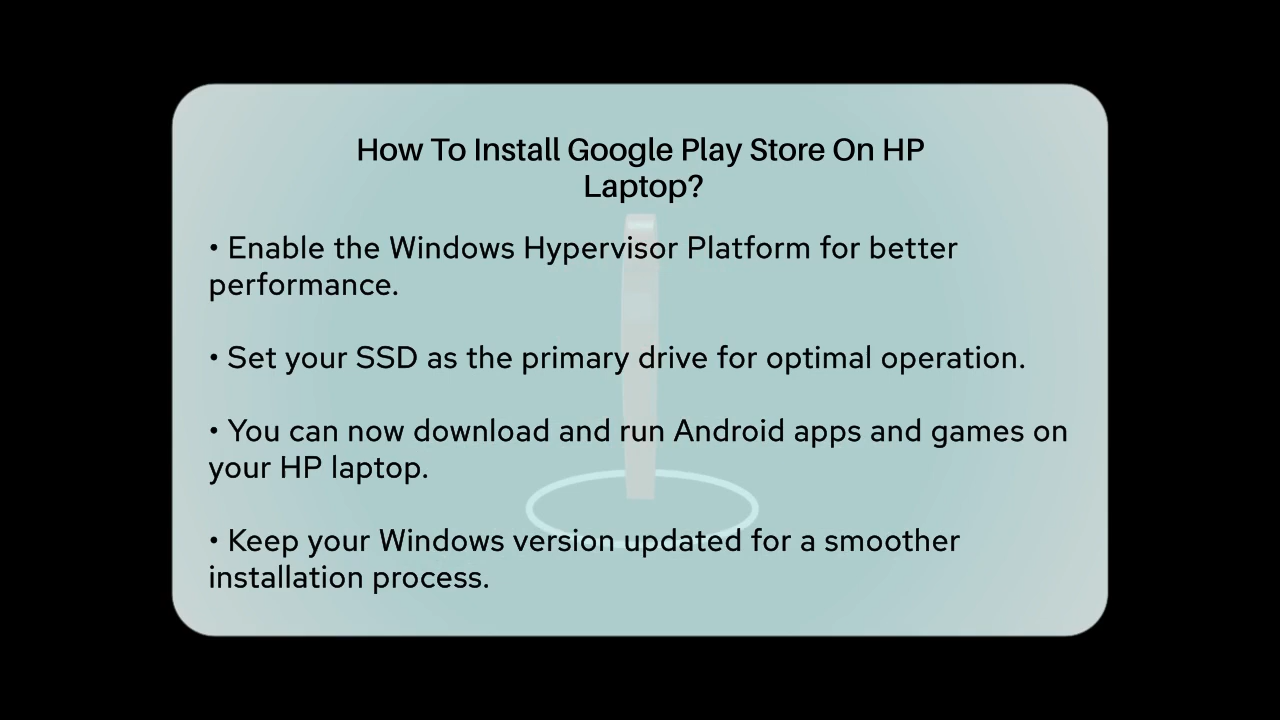 How To Install Google Play Store On HP
Laptop?
• Enable the Windows Hypervisor Platform for better
performance.
• Set your SSD as the primary drive for optimal operation.
• You can now download and run Android apps and games on
your HP laptop.
• Keep your Windows version updated for a smoother
installation process.